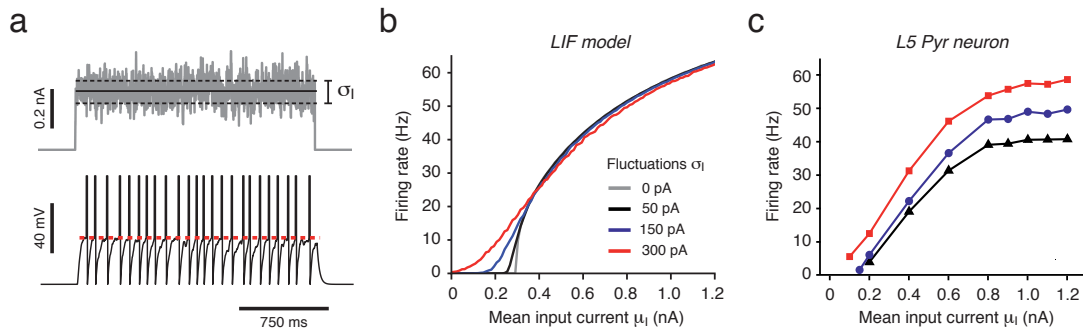 a
0.2 nA
σI
40 mV
750 ms
b
LIF model
Firing rate (Hz)
60
50
40
30
20
10
0
Fluctuations σI
0 pA
50 pA
150 pA
300 pA
0 0.2 0.4 0.6 0.8 1.0 1.2
Mean input current μI (nA)
c
L5 Pyr neuron
Firing rate (Hz)
60
50
40
30
20
10
0
0 0.2 0.4 0.6 0.8 1.0 1.2
Mean input current μI (nA)